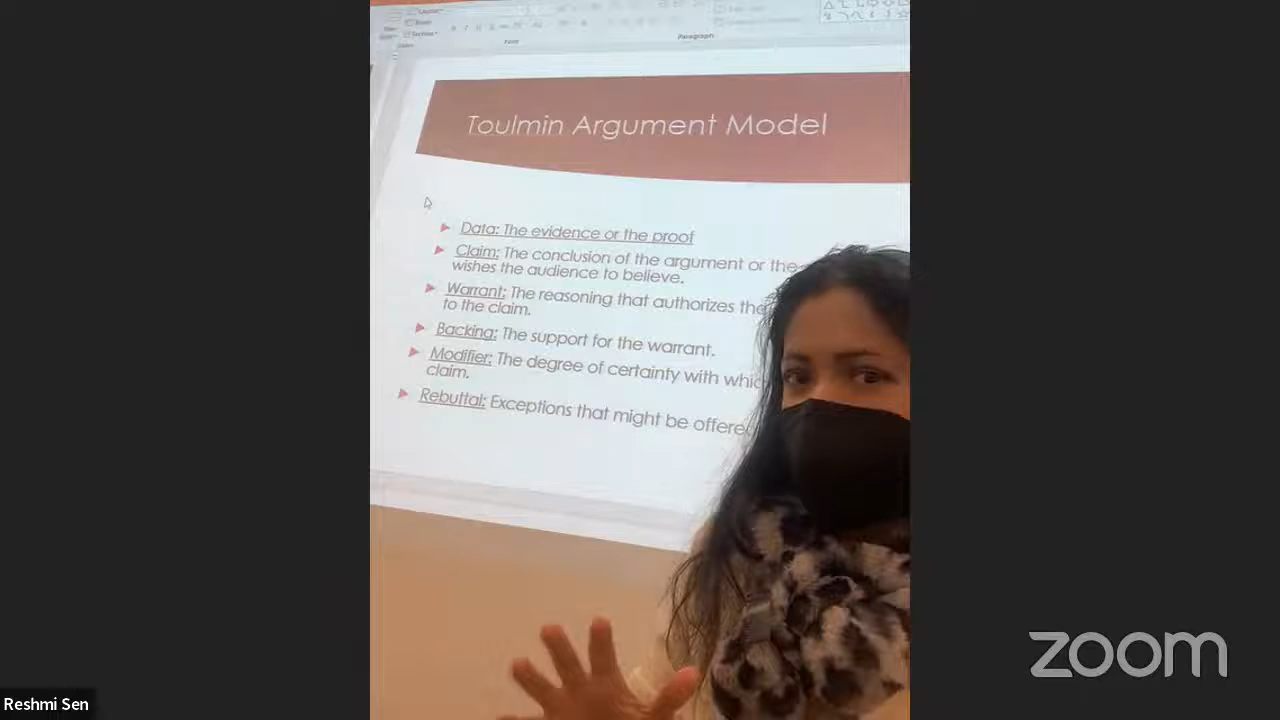 Paragraph
Toulmin Argument Model
Data: The evidence or the proof
Claim: The conclusion of the argument or the
wishes the audience to believe.
Warrant: The reasoning that authorizes the
to the claim.
Backing: The support for the warrant.
Modifier: The degree of certainty with
claim.
Rebuttal: Exceptions that might be
zoom
Reshmi Sen